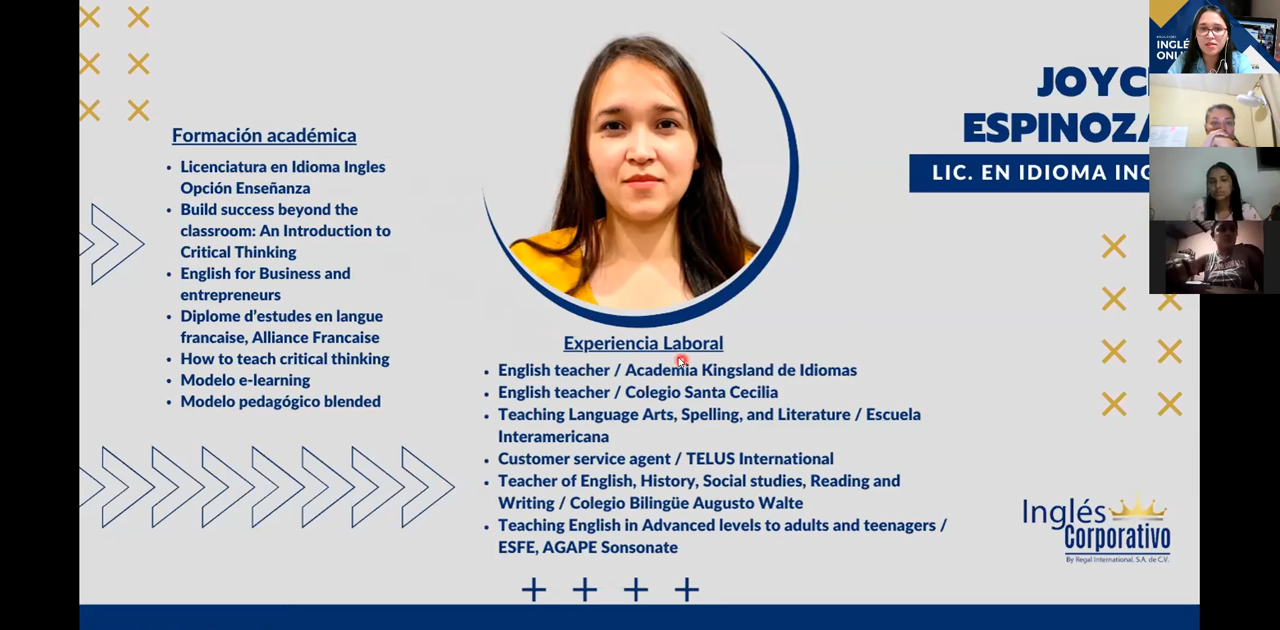 Formación académica
Licenciatura en Idioma Ingles
Opción Enseñanza
Build success beyond the
classroom: An Introduction to
Critical Thinking
English for Business and
entrepreneurs
Diplome d'estudes en langue
francaise, Alliance Francaise
How to teach critical thinking
Modelo e-learning
Modelo pedagógico blended
Experiencia Laboral
English teacher / Academia Kingsland de Idiomas
English teacher / Colegio Santa Cecilia
Teaching Language Arts, Spelling, and Literature / Escuela
Interamericana
Customer service agent / TELUS International
Teacher of English, History, Social studies, Reading and
Writing / Colegio Bilingüe Augusto Walte
Teaching English in Advanced levels to adults and teenagers /
ESFE, AGAPE Sonsonate
JOYC
ESPINOZA
LIC. EN IDIOMA ING
INGLÉ
ONL
Inglés
Corporativo
By Regal International, S.A. de C.V.